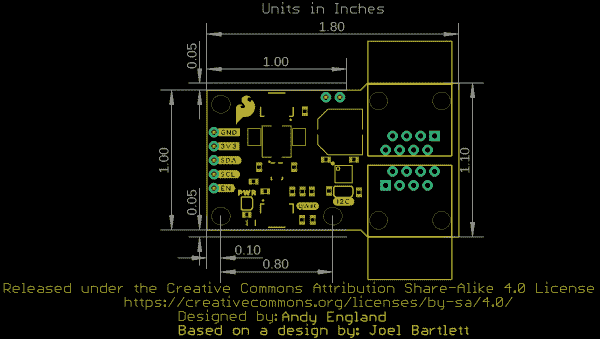 Units in Inches
1.80
0.05
1.00
GND
3V3
SDA
SCL
EN
1.00
1.10
PWR
I2C
0.05
0.10
0.80
Released under the Creative Commons Attribution Share-Alike 4.0 License
https://creativecommons.org/licenses/by-sa/4.0/
Designed by: Andy England
Based on a design by: Joel Bartlett